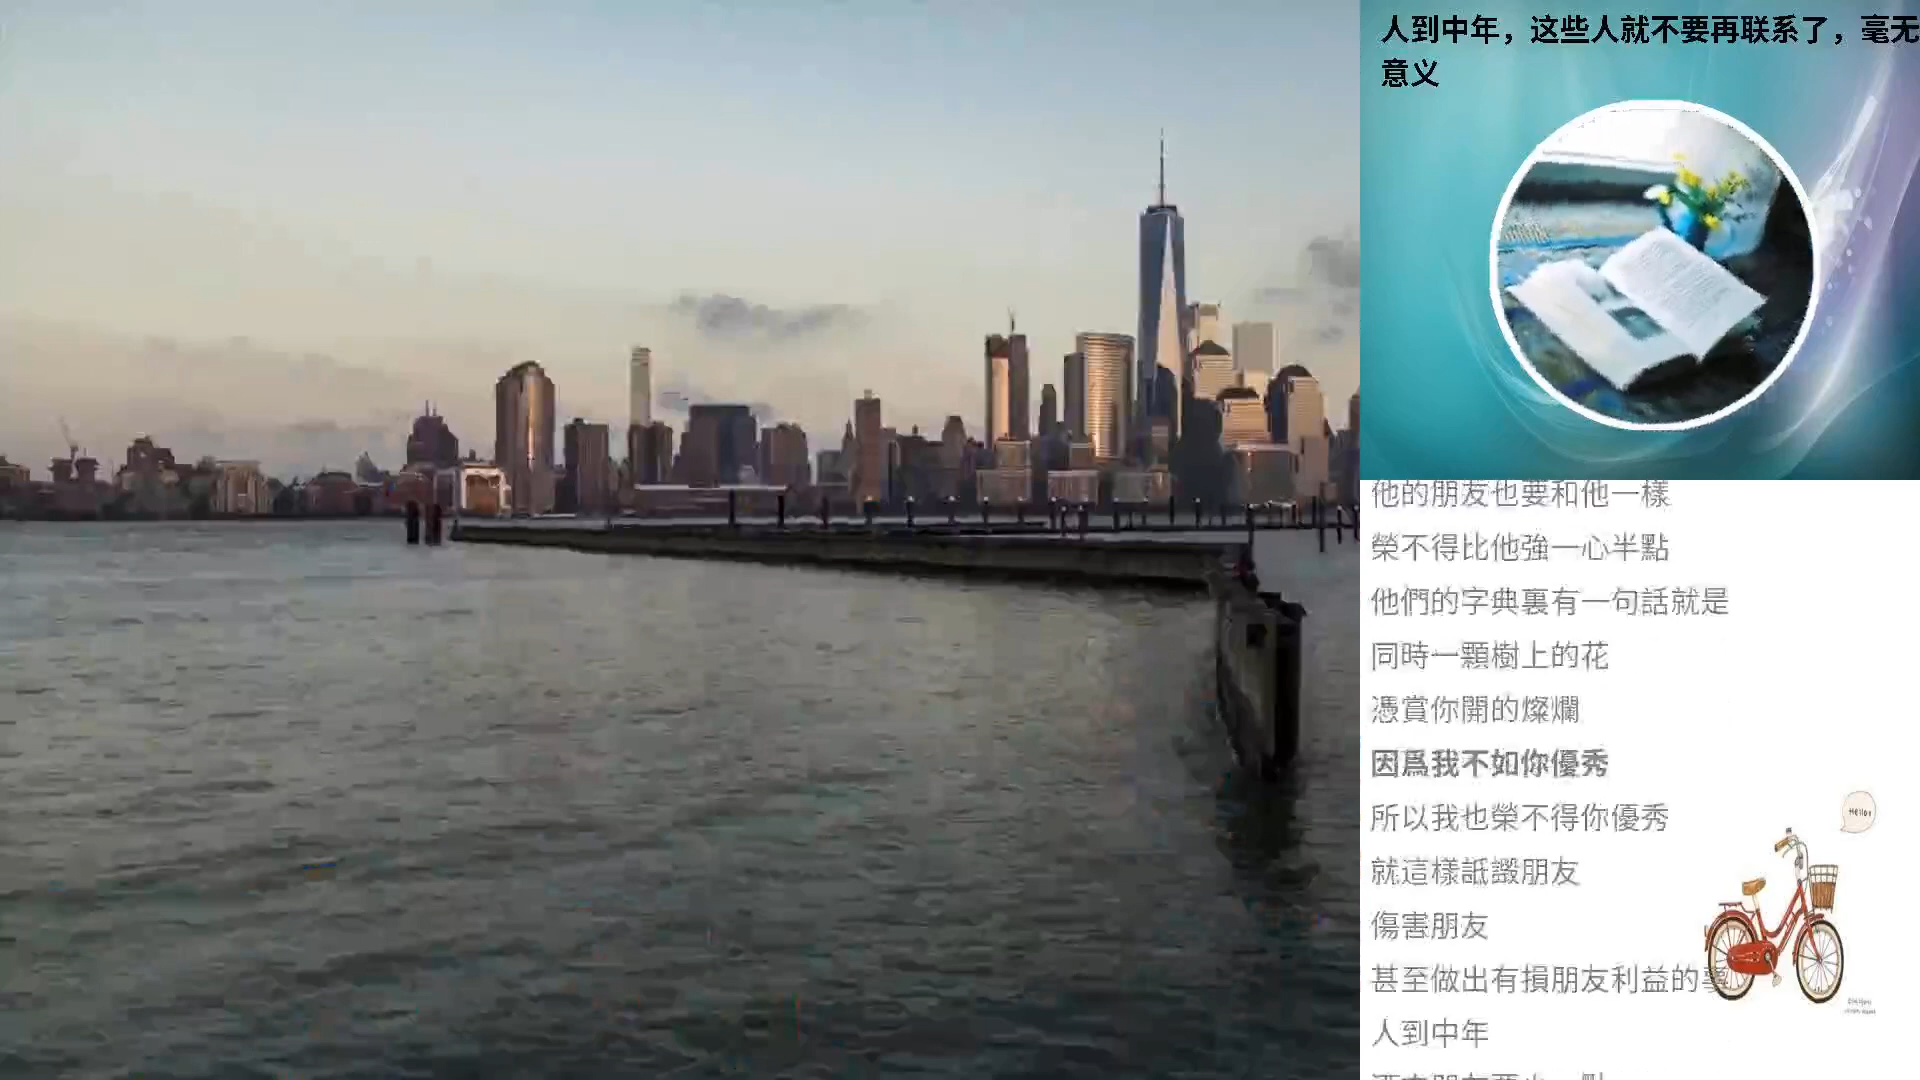 人到中年，这些人就不要再联系了，毫无
意义
他的朋友也要和他一樣
榮不得比他強一心半點
他們的字典裏有一句話就是
同時一顆樹上的花
憑賞你開的燦爛
因爲我不如你優秀
所以我也榮不得你優秀
就這樣詆譭朋友
傷害朋友
甚至做出有損朋友利益的事
人到中年
Hello!